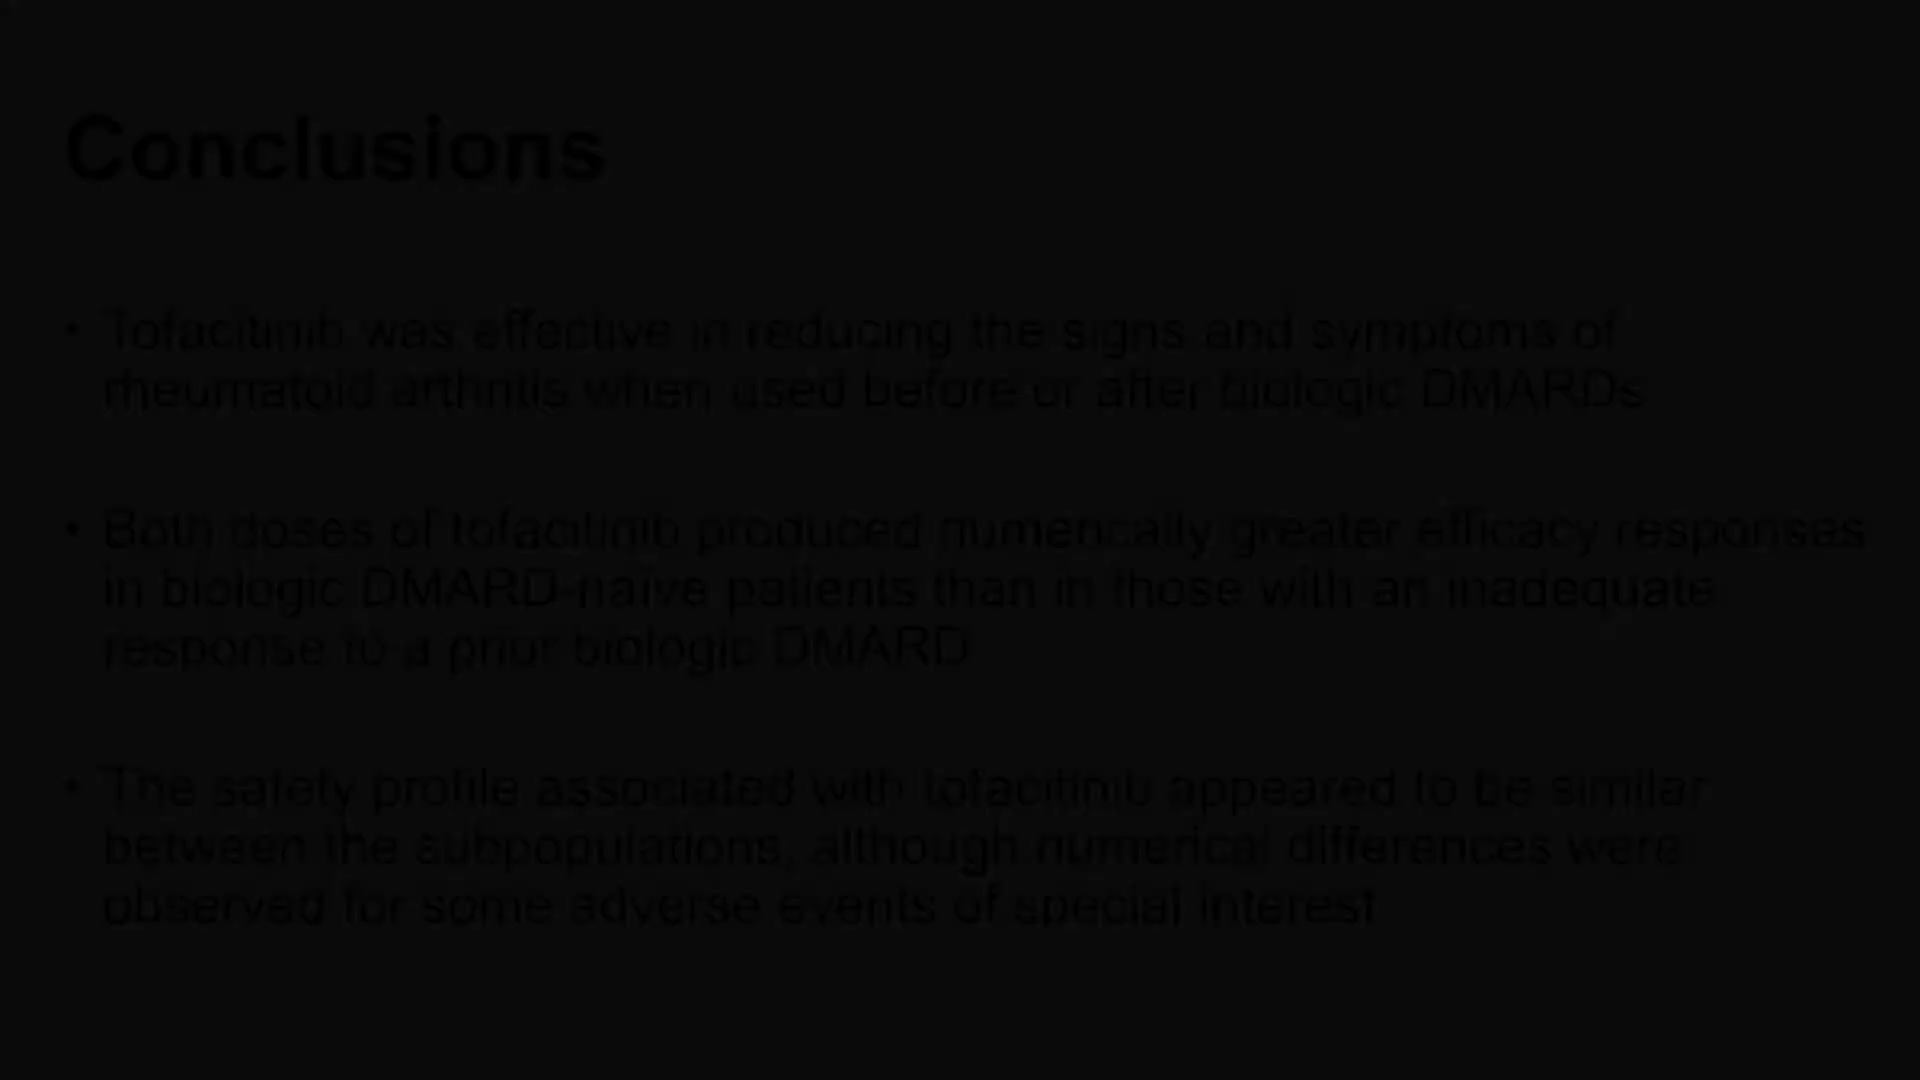 Conclusions
• Tofacitinib was effective in reducing the signs and symptoms of
rheumatoid arthritis when used before or after biologic DMARDs
• Both doses of tofacitinib produced numerically greater efficacy responses
in biologic DMARD-naive patients than in those with an inadequate
response to a prior biologic DMARD
• The safety profile associated with tofacitinib appeared to be similar
between the subpopulations, although numerical differences were
observed for some adverse events of special interest